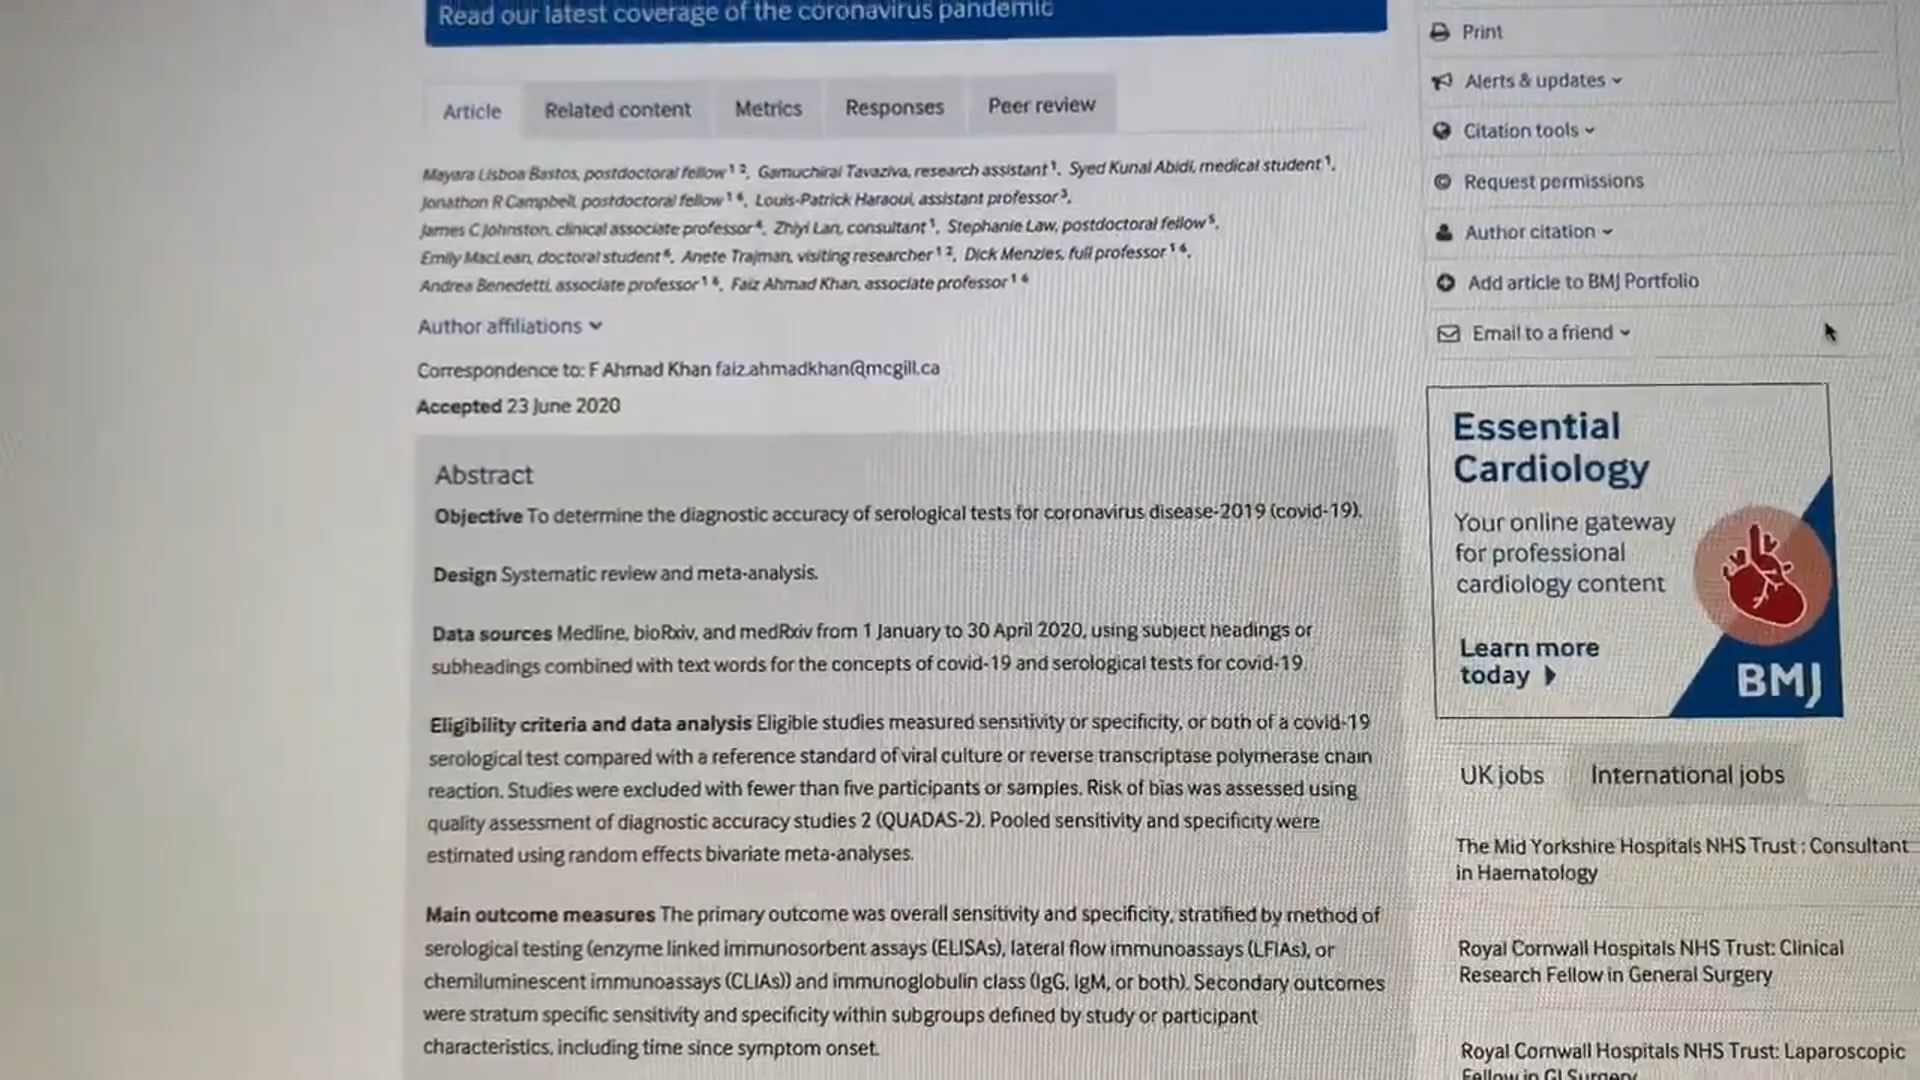 Read our latest coverage of the coronavirus pandemic
Article
Related content
Metrics
Responses
Peer review
Mayara Lisboa Bastos, postdoctoral fellow 1 2, Gamuchirai Tavaziva, research assistant 1, Syed Kunal Abidi, medical student 1,
Jonathon R Campbell, postdoctoral fellow 1 6, Louis-Patrick Haraoui, assistant professor 3,
James C Johnston, clinical associate professor 4, Zhiyi Lan, consultant 1, Stephanie Law, postdoctoral fellow 5,
Emily MacLean, doctoral student 6, Anete Trajman, visiting researcher 1 2, Dick Menzies, full professor 1 6,
Andrea Benedetti, associate professor 1 6, Faiz Ahmad Khan, associate professor 1 6
Author affiliations
Correspondence to: F Ahmad Khan faiz.ahmadkhan@mcgill.ca
Accepted 23 June 2020
Abstract
Objective To determine the diagnostic accuracy of serological tests for coronavirus disease-2019 (covid-19).
Design Systematic review and meta-analysis.
Data sources Medline, bioRxiv, and medRxiv from 1 January to 30 April 2020, using subject headings or
subheadings combined with text words for the concepts of covid-19 and serological tests for covid-19.
Eligibility criteria and data analysis Eligible studies measured sensitivity or specificity, or both of a covid-19
serological test compared with a reference standard of viral culture or reverse transcriptase polymerase chain
reaction. Studies were excluded with fewer than five participants or samples. Risk of bias was assessed using
quality assessment of diagnostic accuracy studies 2 (QUADAS-2). Pooled sensitivity and specificity were
estimated using random effects bivariate meta-analyses.
Main outcome measures The primary outcome was overall sensitivity and specificity, stratified by method of
serological testing (enzyme linked immunosorbent assays (ELISAs), lateral flow immunoassays (LFIAs), or
chemiluminescent immunoassays (CLIAs)) and immunoglobulin class (IgG, IgM, or both). Secondary outcomes
were stratum specific sensitivity and specificity within subgroups defined by study or participant
characteristics, including time since symptom onset.
Print
Alerts & updates
Citation tools
Request permissions
Author citation
Add article to BMJ Portfolio
Email to a friend
Essential
Cardiology
Your online gateway
for professional
cardiology content
Learn more
today
BMJ
UK jobs
International jobs
The Mid Yorkshire Hospitals NHS Trust : Consultant
in Haematology
Royal Cornwall Hospitals NHS Trust: Clinical
Research Fellow in General Surgery
Royal Cornwall Hospitals NHS Trust: Laparoscopic
Fellow in GI Surgery